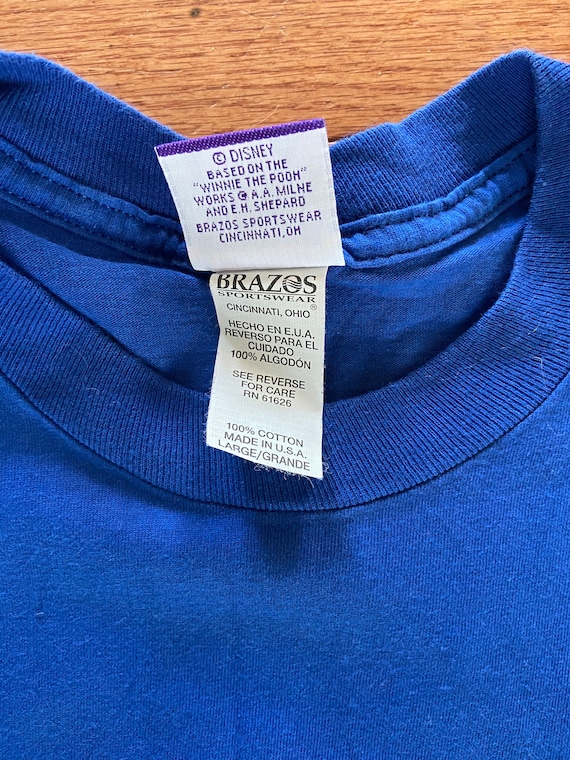 © DISNEY
BASED ON THE
"WINNIE THE POOH"
WORKS © A.A. MILNE
AND E.H. SHEPARD
BRAZOS SPORTSWEAR
CINCINNATI, OH
BRAZOS
SPORTSWEAR®
CINCINNATI, OHIO
HECHO EN E.U.A.
REVERSO PARA EL
CUIDADO
100% ALGODÓN
SEE REVERSE
FOR CARE
RN 61626
100% COTTON
MADE IN U.S.A.
LARGE/GRANDE